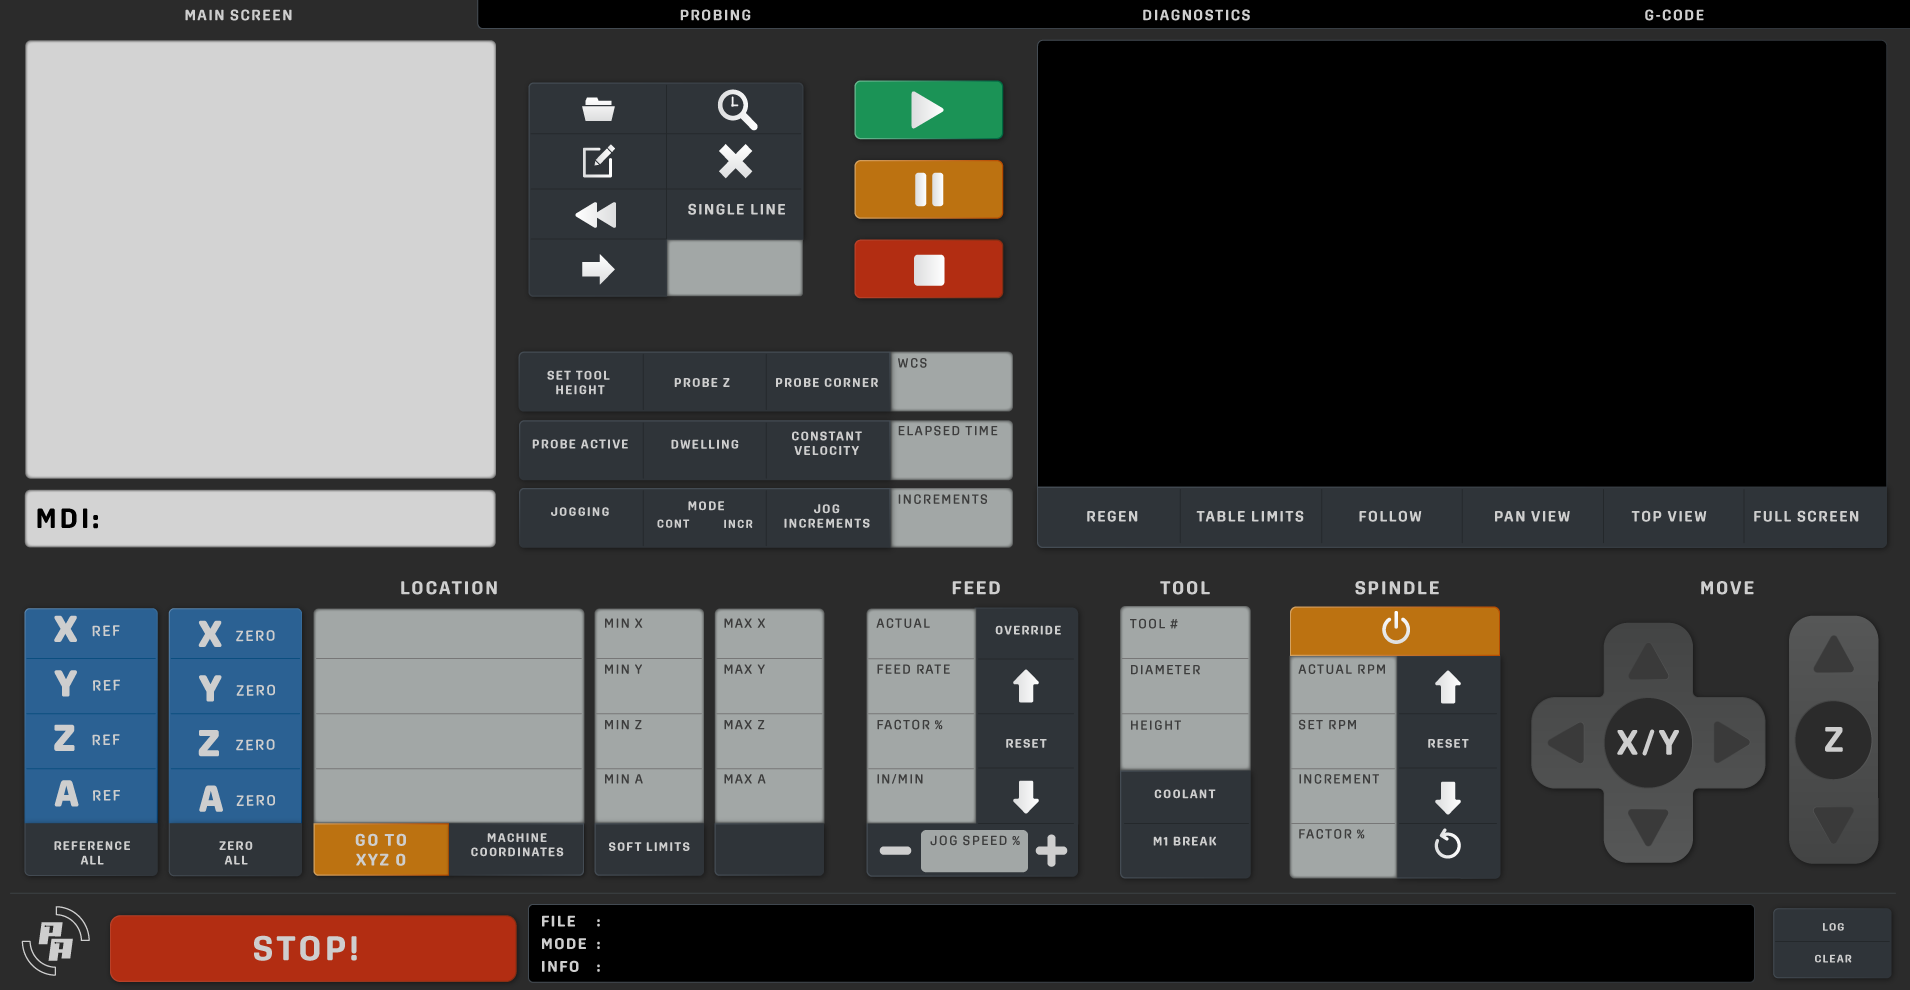 MAIN SCREEN
PROBING
DIAGNOSTICS
G-CODE
SINGLE LINE
SET TOOL
HEIGHT
PROBE Z
PROBE CORNER
WCS
PROBE ACTIVE
DWELLING
CONSTANT
VELOCITY
ELAPSED TIME
JOGGING
MODE
CONT INCR
JOG
INCREMENTS
INCREMENTS
MDI:
REGEN
TABLE LIMITS
FOLLOW
PAN VIEW
TOP VIEW
FULL SCREEN
LOCATION
X REF
Y REF
Z REF
A REF
REFERENCE
ALL
X ZERO
Y ZERO
Z ZERO
A ZERO
ZERO
ALL
GO TO
XYZ 0
MACHINE
COORDINATES
MIN X
MIN Y
MIN Z
MIN A
SOFT LIMITS
MAX X
MAX Y
MAX Z
MAX A
FEED
ACTUAL
FEED RATE
FACTOR %
IN/MIN
OVERRIDE
RESET
JOG SPEED %
TOOL
TOOL #
DIAMETER
HEIGHT
COOLANT
M1 BREAK
SPINDLE
ACTUAL RPM
SET RPM
INCREMENT
FACTOR %
RESET
MOVE
X/Y
Z
PA
STOP!
FILE :
MODE :
INFO :
LOG
CLEAR